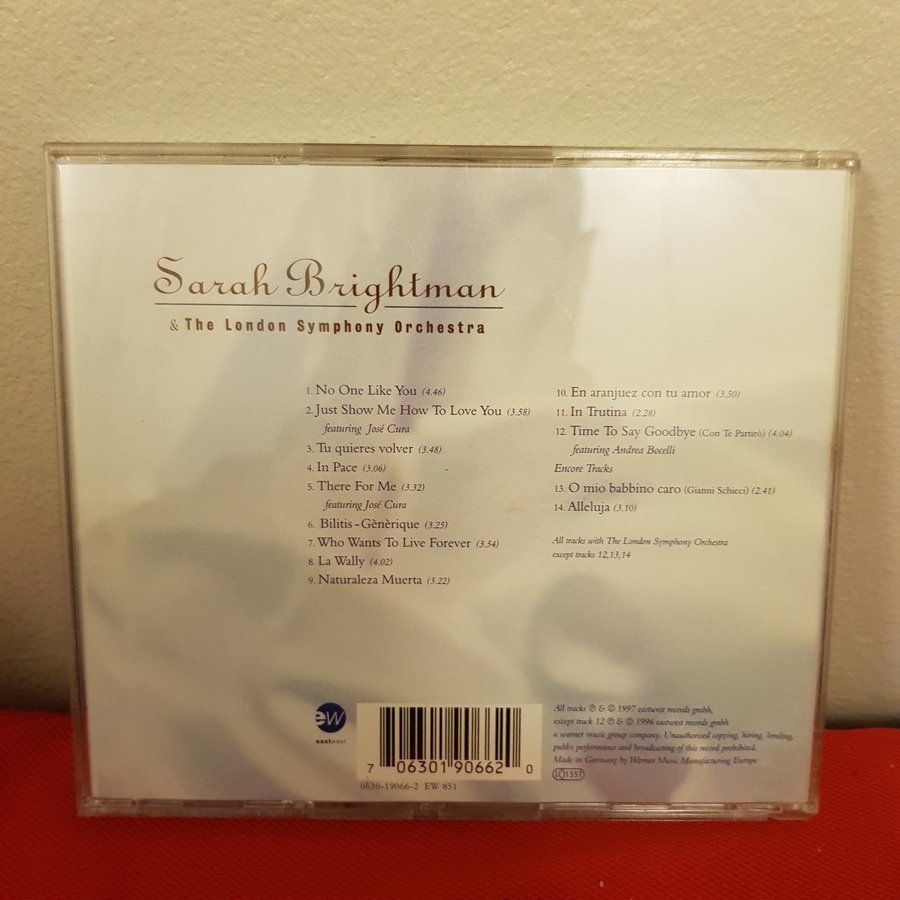 Sarah Brightman
& The London Symphony Orchestra
1. No One Like You (4.46)
2. Just Show Me How To Love You (3.58)
featuring José Cura
3. Tu quieres volver (3.48)
4. In Pace (3.06)
5. There For Me (3.32)
featuring José Cura
6. Bilitis-Gènèrique (3.25)
7. Who Wants To Live Forever (3.54)
8. La Wally (4.02)
9. Naturaleza Muerta (5.22)
10. En aranjuez con tu amor (3.50)
11. In Trutina (2.28)
12. Time To Say Goodbye (Con Te Partirò) (4.04)
featuring Andrea Bocelli
Encore Tracks
13. O mio babbino caro (Gianni Schicci) (2.41)
14. Alleluja (3.10)
All tracks with The London Symphony Orchestra
except tracks 12,13,14
ew
eastwest
7 06301 90662 0
0630-19066-2 EW 851
All tracks ℗ & © 1997 eastwest records gmbh,
except track 12 ℗ & © 1996 eastwest records gmbh
a warner music group company. Unauthorised copying, hiring, lending,
public performance and broadcasting of this record prohibited.
Made in Germany by Warner Music Manufacturing Europe
LC 1557